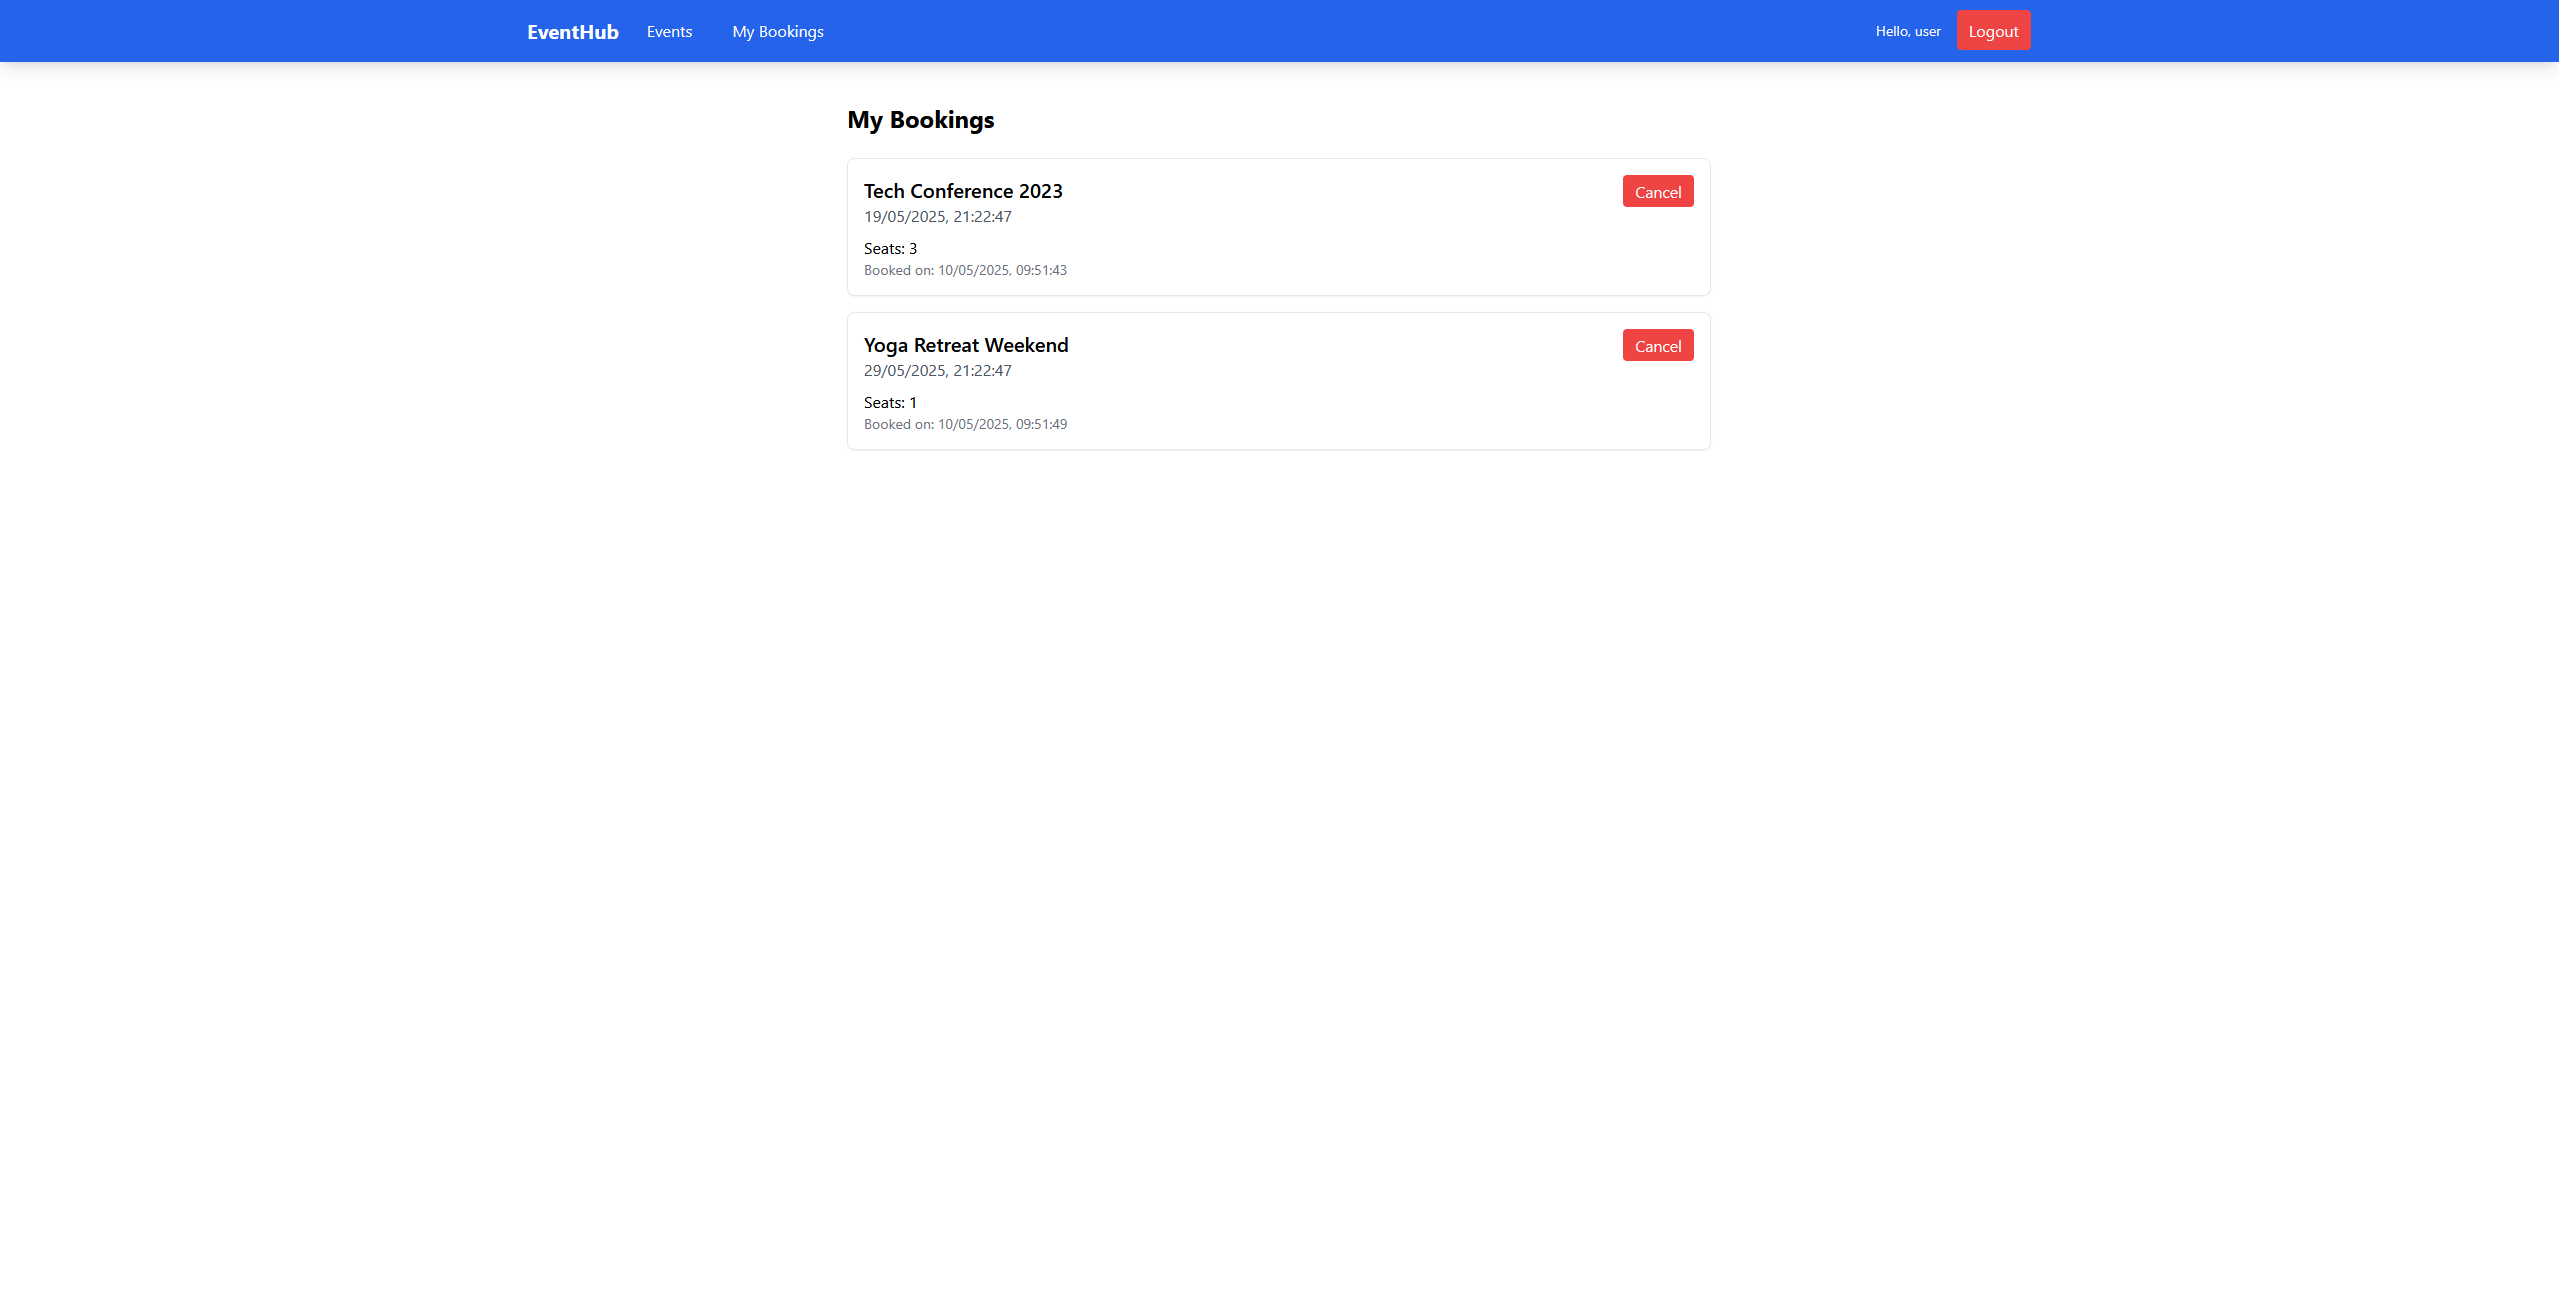 EventHub Events My Bookings Hello, user Logout
My Bookings
Tech Conference 2023 Cancel
19/05/2025, 21:22:47
Seats: 3
Booked on: 10/05/2025, 09:51:43
Yoga Retreat Weekend Cancel
29/05/2025, 21:22:47
Seats: 1
Booked on: 10/05/2025, 09:51:49